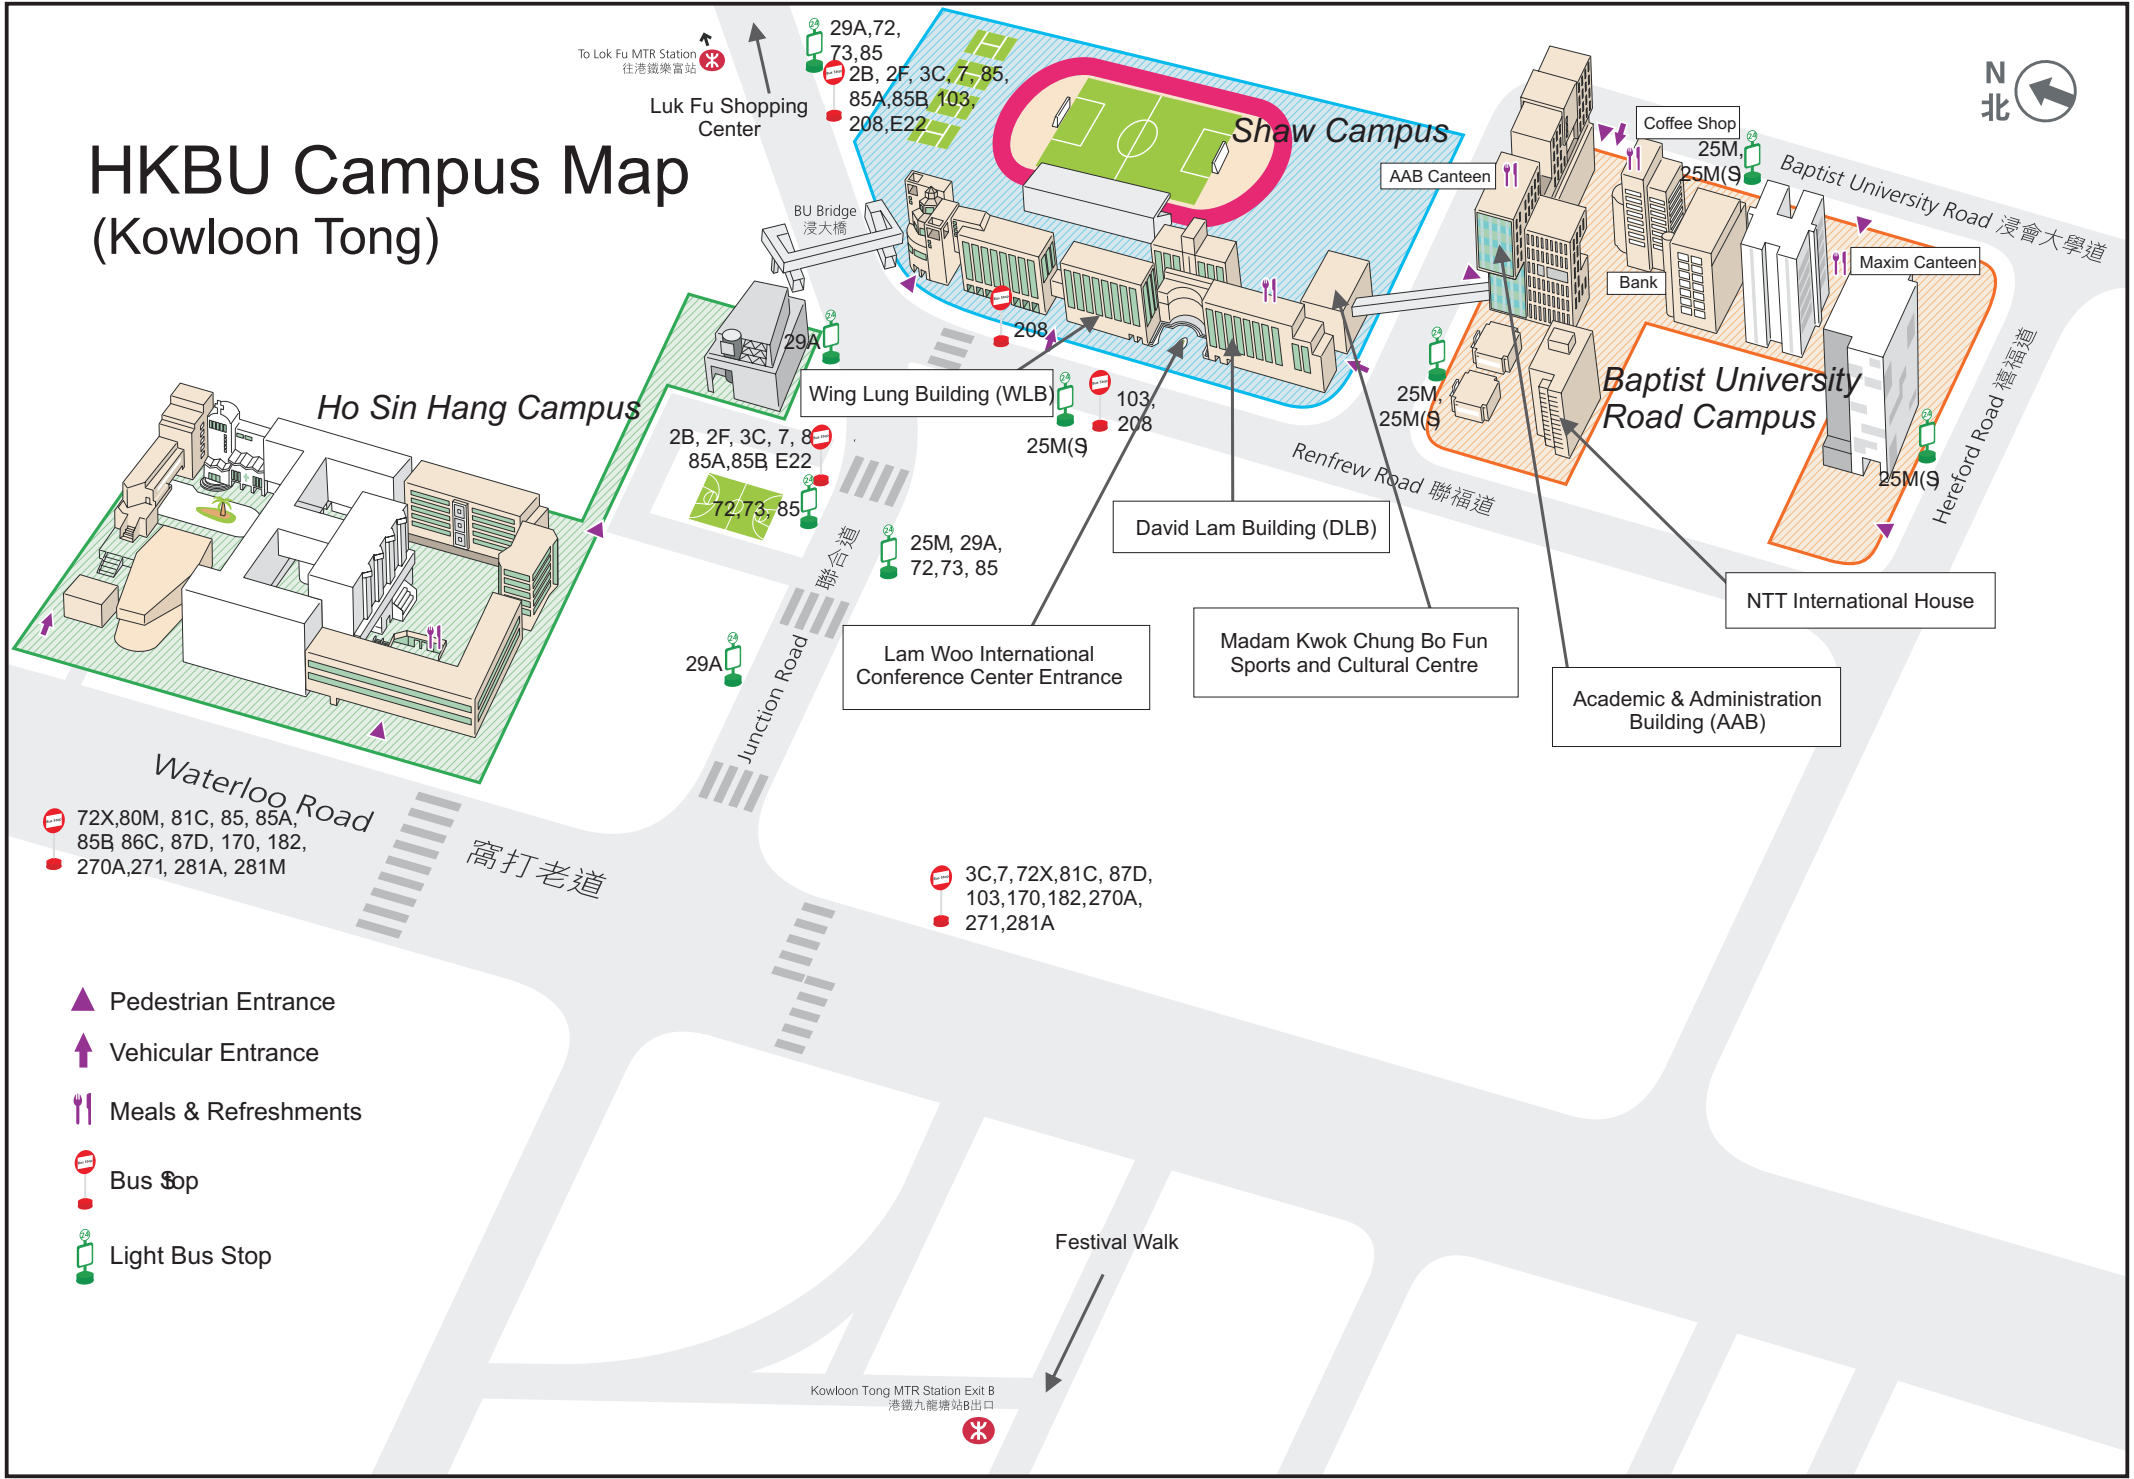 HKBU Campus Map
(Kowloon Tong)
To Lok Fu MTR Station
往港鐵樂富站
Luk Fu Shopping
Center
29A,72,
73,85
2B, 2F, 3C, 7, 85,
85A,85B, 103,
208,E22
BU Bridge
浸大橋
Shaw Campus
N
北
Coffee Shop
AAB Canteen
25M,
25M(S)
Baptist University Road 浸會大學道
Maxim Canteen
Bank
29A
208
Wing Lung Building (WLB)
25M(S)
103,
208
25M,
25M(S)
Baptist University
Road Campus
Hereford Road 禧福道
25M(S)
Renfrew Road 聯福道
Ho Sin Hang Campus
2B, 2F, 3C, 7, 8
85A,85B, E22
72,73, 85
25M, 29A,
72,73, 85
David Lam Building (DLB)
NTT International House
Lam Woo International
Conference Center Entrance
Madam Kwok Chung Bo Fun
Sports and Cultural Centre
Academic & Administration
Building (AAB)
29A
Junction Road 聯合道
Waterloo Road 窩打老道
72X,80M, 81C, 85, 85A,
85B, 86C, 87D, 170, 182,
270A,271, 281A, 281M
3C,7,72X,81C, 87D,
103,170,182,270A,
271,281A
Pedestrian Entrance
Vehicular Entrance
Meals & Refreshments
Bus Stop
Light Bus Stop
Festival Walk
Kowloon Tong MTR Station Exit B
港鐵九龍塘站B出口